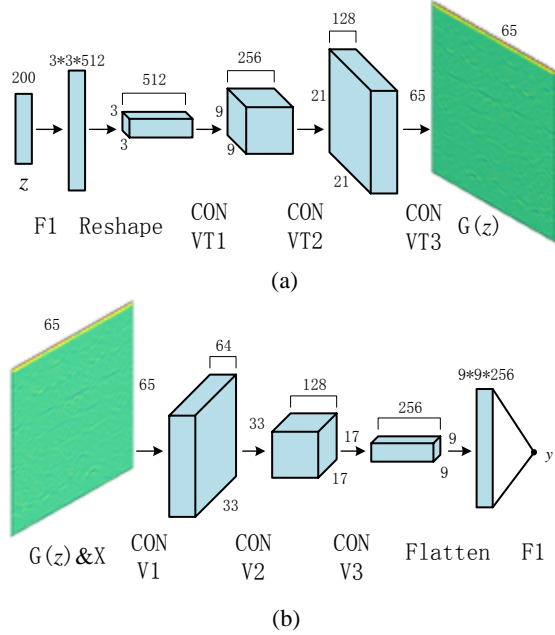 200
3*3*512
512
3
3
256
9
9
128
21
21
65
65
z
F1
Reshape
CON
VT1
CON
VT2
CON
VT3
G(z)
(a)
65
65
64
33
33
128
17
17
256
9
9
9*9*256
y
G(z)&X
CON
V1
CON
V2
CON
V3
Flatten
F1
(b)